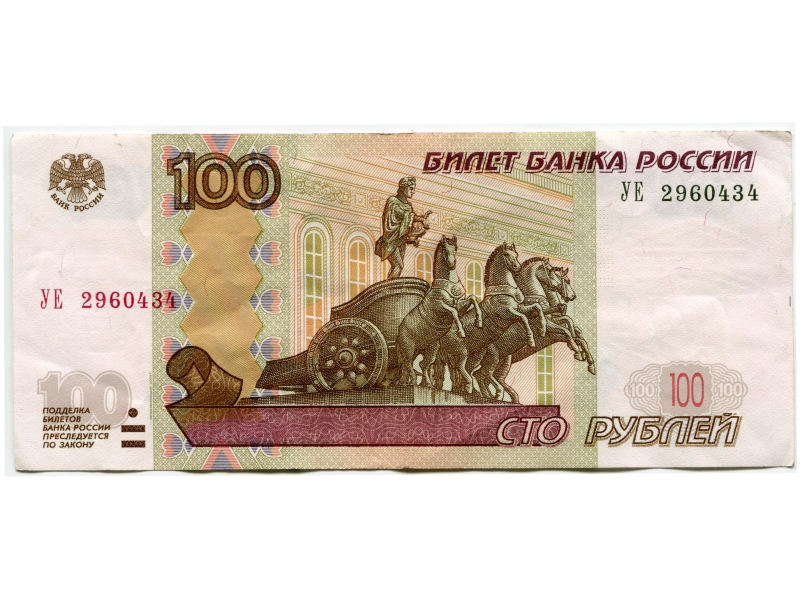 100
БИЛЕТ БАНКА РОССИИ
УЕ 2960434
БАНК РОССИИ
УЕ 2960434
100
100 100 100
ПОДДЕЛКА
БИЛЕТОВ
БАНКА РОССИИ
ПРЕСЛЕДУЕТСЯ
ПО ЗАКОНУ
СТО РУБЛЕЙ